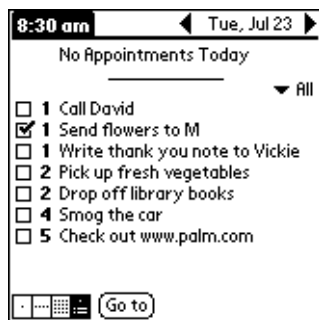 8:30 am Tue, Jul 23
No Appointments Today
All
1 Call David
1 Send flowers to M
1 Write thank you note to Vickie
2 Pick up fresh vegetables
2 Drop off library books
4 Smog the car
5 Check out www.palm.com
Go to